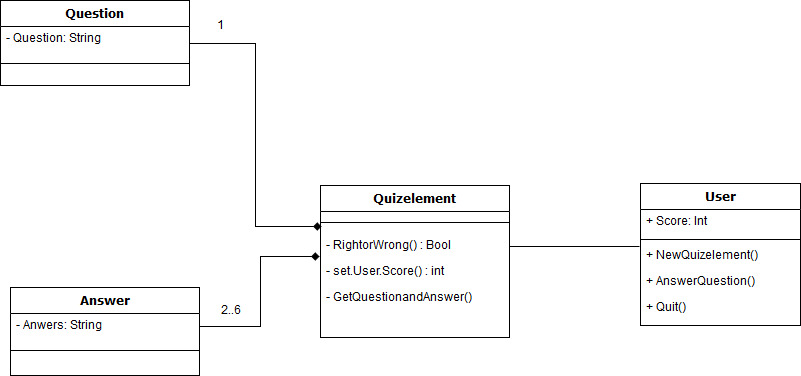 Question
- Question: String
1
Quizelement
- RightorWrong() : Bool
- set.User.Score() : int
- GetQuestionandAnswer()
User
+ Score: Int
+ NewQuizelement()
+ AnswerQuestion()
+ Quit()
Answer
- Anwers: String
2..6